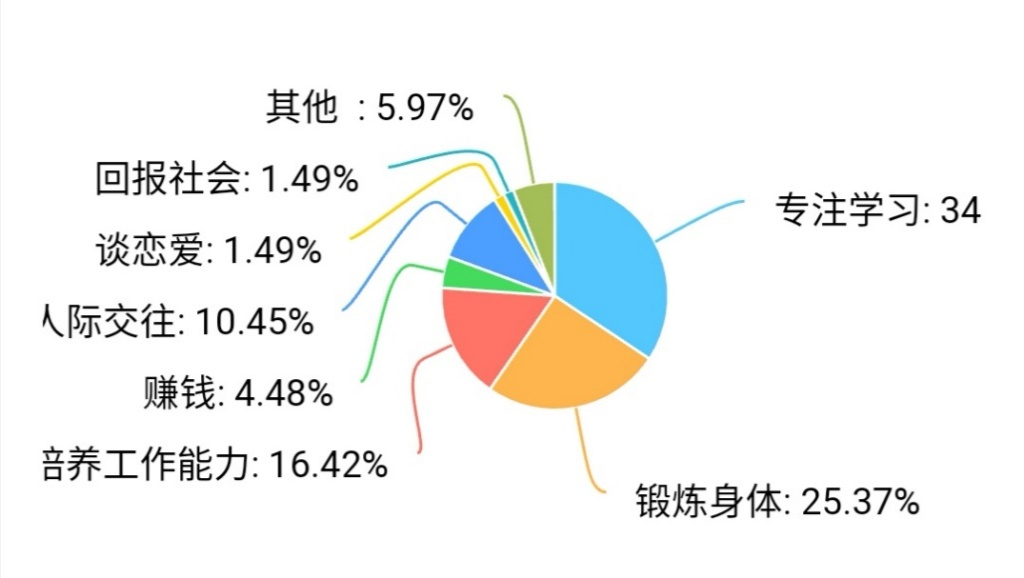 其他 : 5.97%
回报社会: 1.49%
专注学习: 34
谈恋爱: 1.49%
人际交往: 10.45%
赚钱: 4.48%
培养工作能力: 16.42%
锻炼身体: 25.37%